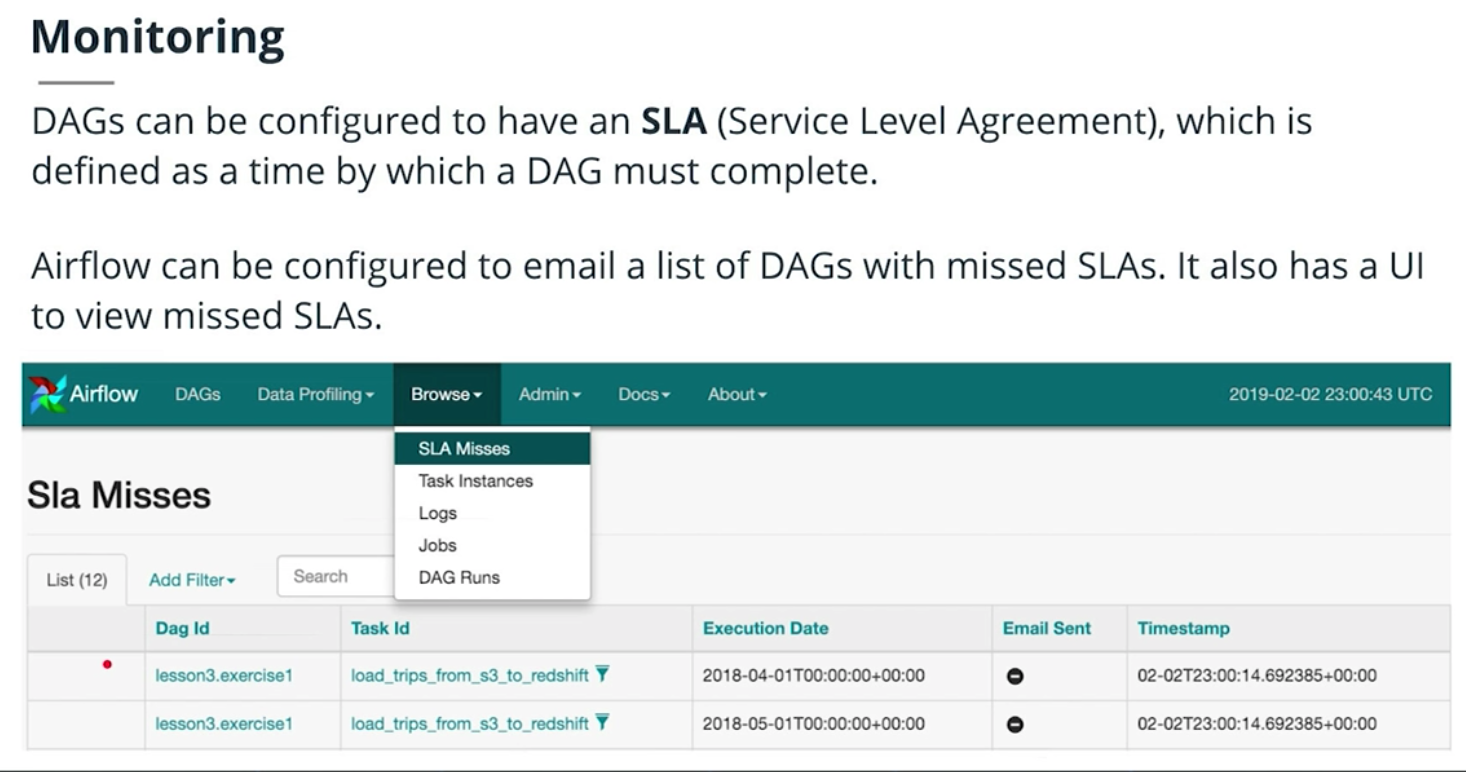 Monitoring
DAGs can be configured to have an SLA (Service Level Agreement), which is
defined as a time by which a DAG must complete.
Airflow can be configured to email a list of DAGs with missed SLAs. It also has a UI
to view missed SLAs.
Airflow DAGs Data Profiling Browse Admin Docs About 2019-02-02 23:00:43 UTC
SLA Misses
Task Instances
Logs
Jobs
DAG Runs
Sla Misses
List (12) Add Filter Search
Dag Id Task Id Execution Date Email Sent Timestamp
lesson3.exercise1 load_trips_from_s3_to_redshift 2018-04-01T00:00:00+00:00 02-02T23:00:14.692385+00:00
lesson3.exercise1 load_trips_from_s3_to_redshift 2018-05-01T00:00:00+00:00 02-02T23:00:14.692385+00:00